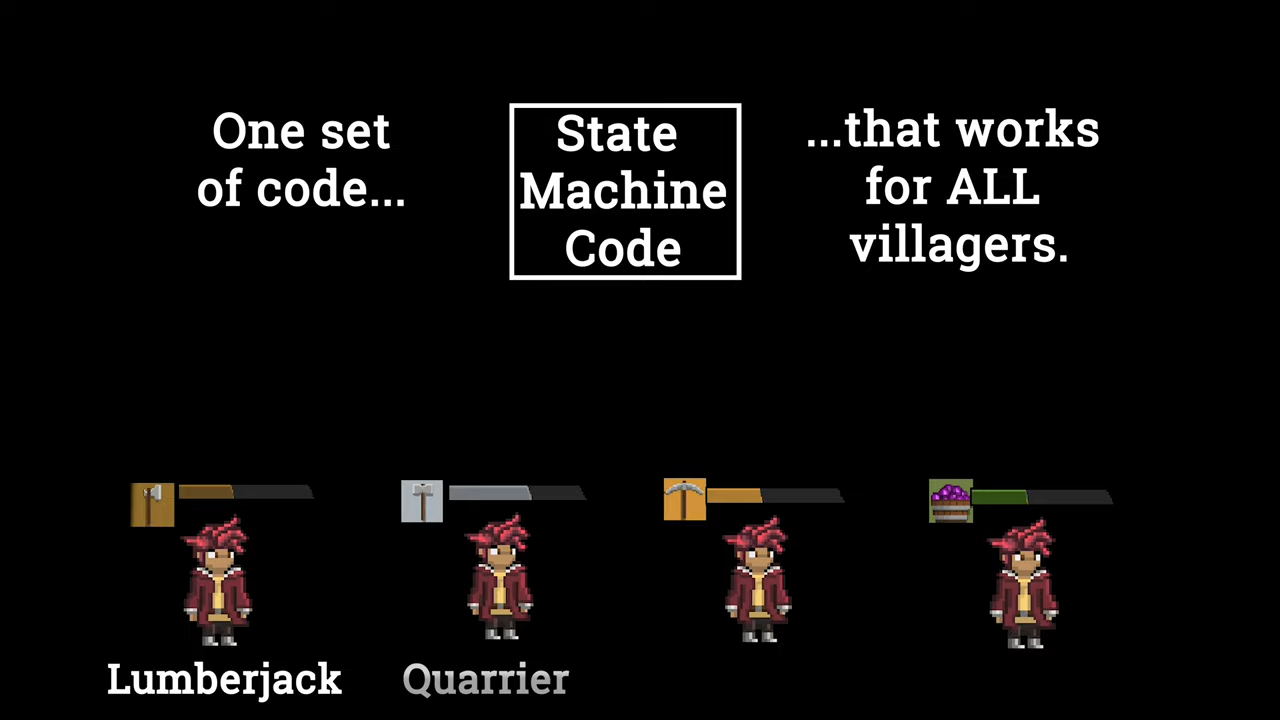 One set
of code...
State
Machine
Code
...that works
for ALL
villagers.
Lumberjack
Quarrier